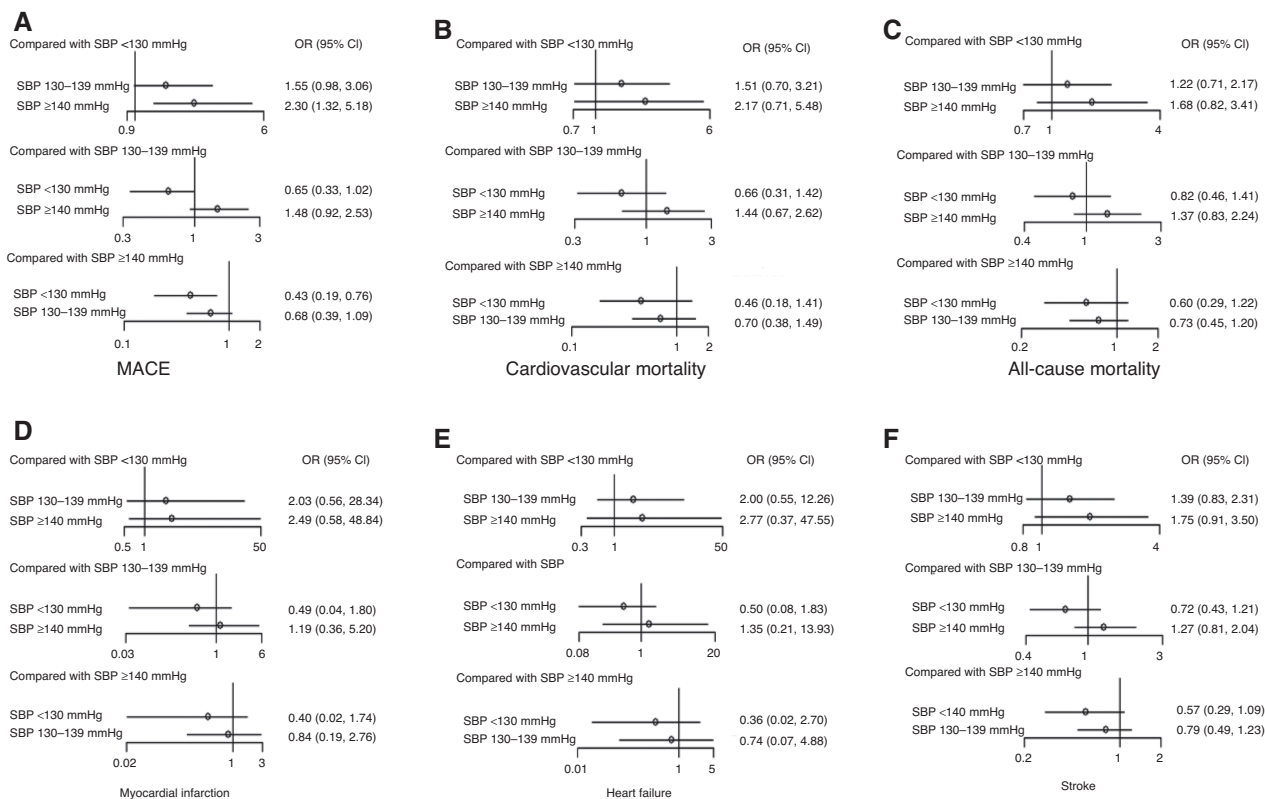 A
Compared with SBP <130 mmHg
OR (95% CI)
SBP 130–139 mmHg
1.55 (0.98, 3.06)
SBP ≥140 mmHg
2.30 (1.32, 5.18)
0.9 6
Compared with SBP 130–139 mmHg
SBP <130 mmHg
0.65 (0.33, 1.02)
SBP ≥140 mmHg
1.48 (0.92, 2.53)
0.3 1 3
Compared with SBP ≥140 mmHg
SBP <130 mmHg
0.43 (0.19, 0.76)
SBP 130–139 mmHg
0.68 (0.39, 1.09)
0.1 1 2
MACE
B
Compared with SBP <130 mmHg
OR (95% CI)
SBP 130–139 mmHg
1.51 (0.70, 3.21)
SBP ≥140 mmHg
2.17 (0.71, 5.48)
0.7 1 6
Compared with SBP 130–139 mmHg
SBP <130 mmHg
0.66 (0.31, 1.42)
SBP ≥140 mmHg
1.44 (0.67, 2.62)
0.3 1 3
Compared with SBP ≥140 mmHg
SBP <130 mmHg
0.46 (0.18, 1.41)
SBP 130–139 mmHg
0.70 (0.38, 1.49)
0.1 1 2
Cardiovascular mortality
C
Compared with SBP <130 mmHg
OR (95% CI)
SBP 130–139 mmHg
1.22 (0.71, 2.17)
SBP ≥140 mmHg
1.68 (0.82, 3.41)
0.7 1 4
Compared with SBP 130–139 mmHg
SBP <130 mmHg
0.82 (0.46, 1.41)
SBP ≥140 mmHg
1.37 (0.83, 2.24)
0.4 1 3
Compared with SBP ≥140 mmHg
SBP <130 mmHg
0.60 (0.29, 1.22)
SBP 130–139 mmHg
0.73 (0.45, 1.20)
0.2 1 2
All-cause mortality
D
Compared with SBP <130 mmHg
OR (95% CI)
SBP 130–139 mmHg
2.03 (0.56, 28.34)
SBP ≥140 mmHg
2.49 (0.58, 48.84)
0.5 1 50
Compared with SBP 130–139 mmHg
SBP <130 mmHg
0.49 (0.04, 1.80)
SBP ≥140 mmHg
1.19 (0.36, 5.20)
0.03 1 6
Compared with SBP ≥140 mmHg
SBP <130 mmHg
0.40 (0.02, 1.74)
SBP 130–139 mmHg
0.84 (0.19, 2.76)
0.02 1 3
Myocardial infarction
E
Compared with SBP <130 mmHg
OR (95% CI)
SBP 130–139 mmHg
2.00 (0.55, 12.26)
SBP ≥140 mmHg
2.77 (0.37, 47.55)
0.3 1 50
Compared with SBP
SBP <130 mmHg
0.50 (0.08, 1.83)
SBP ≥140 mmHg
1.35 (0.21, 13.93)
0.08 1 20
Compared with SBP ≥140 mmHg
SBP <130 mmHg
0.36 (0.02, 2.70)
SBP 130–139 mmHg
0.74 (0.07, 4.88)
0.01 1 5
Heart failure
F
Compared with SBP <130 mmHg
OR (95% CI)
SBP 130–139 mmHg
1.39 (0.83, 2.31)
SBP ≥140 mmHg
1.75 (0.91, 3.50)
0.8 1 4
Compared with SBP 130–139 mmHg
SBP <130 mmHg
0.72 (0.43, 1.21)
SBP ≥140 mmHg
1.27 (0.81, 2.04)
0.4 1 3
Compared with SBP ≥140 mmHg
SBP <140 mmHg
0.57 (0.29, 1.09)
SBP 130–139 mmHg
0.79 (0.49, 1.23)
0.2 1 2
Stroke